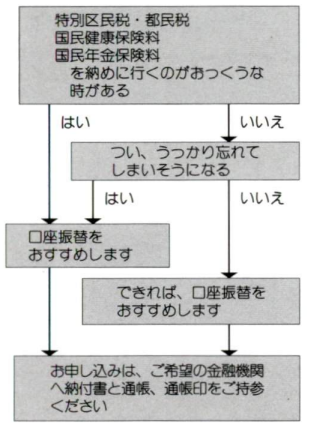 特別区民税・都民税
国民健康保険料
国民年金保険料
を納めに行くのがおっくうな
時がある
はい
いいえ
つい、うっかり忘れて
しまいそうになる
はい
いいえ
口座振替を
おすすめします
できれば、口座振替を
おすすめします
お申し込みは、ご希望の金融機関
へ納付書と通帳、通帳印をご持参
ください